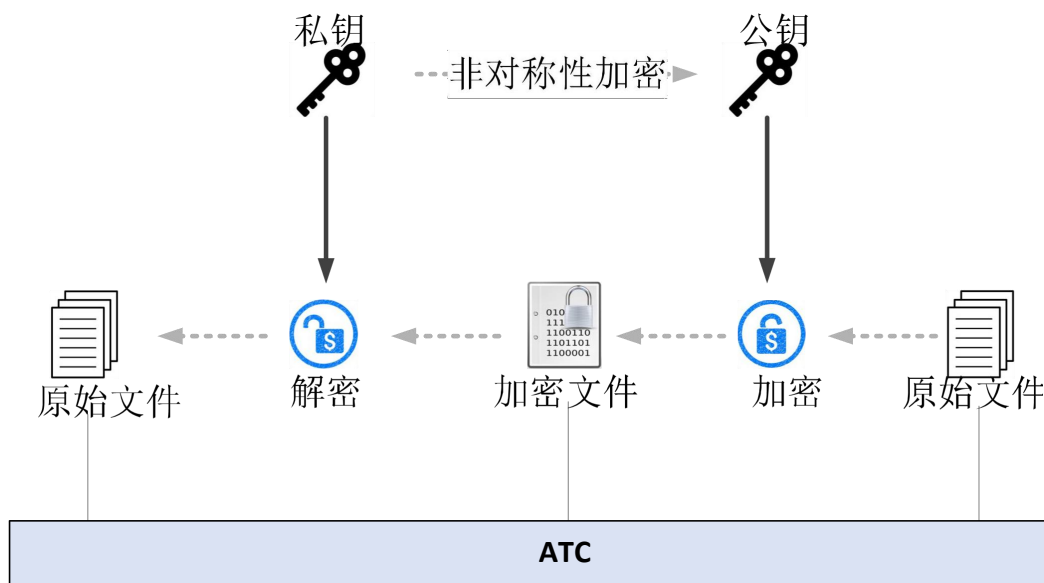 私钥
公钥
非对称性加密
010
111
1100110
1101101
1100001
$
$
原始文件
解密
加密文件
加密
原始文件
ATC